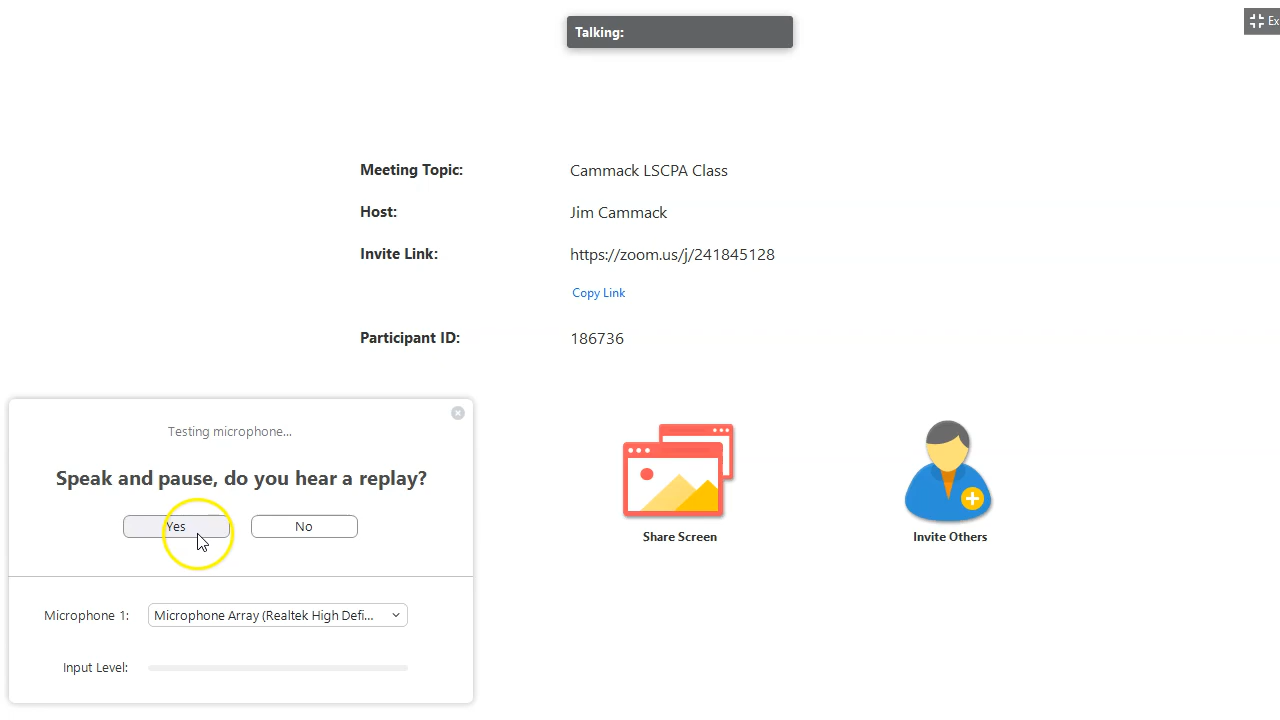 Talking:
Ex
Meeting Topic: Cammack LSCPA Class
Host: Jim Cammack
Invite Link: https://zoom.us/j/241845128
Copy Link
Participant ID: 186736
Testing microphone...
Speak and pause, do you hear a replay?
Yes No
Share Screen Invite Others
Microphone 1: Microphone Array (Realtek High Defi...
Input Level: